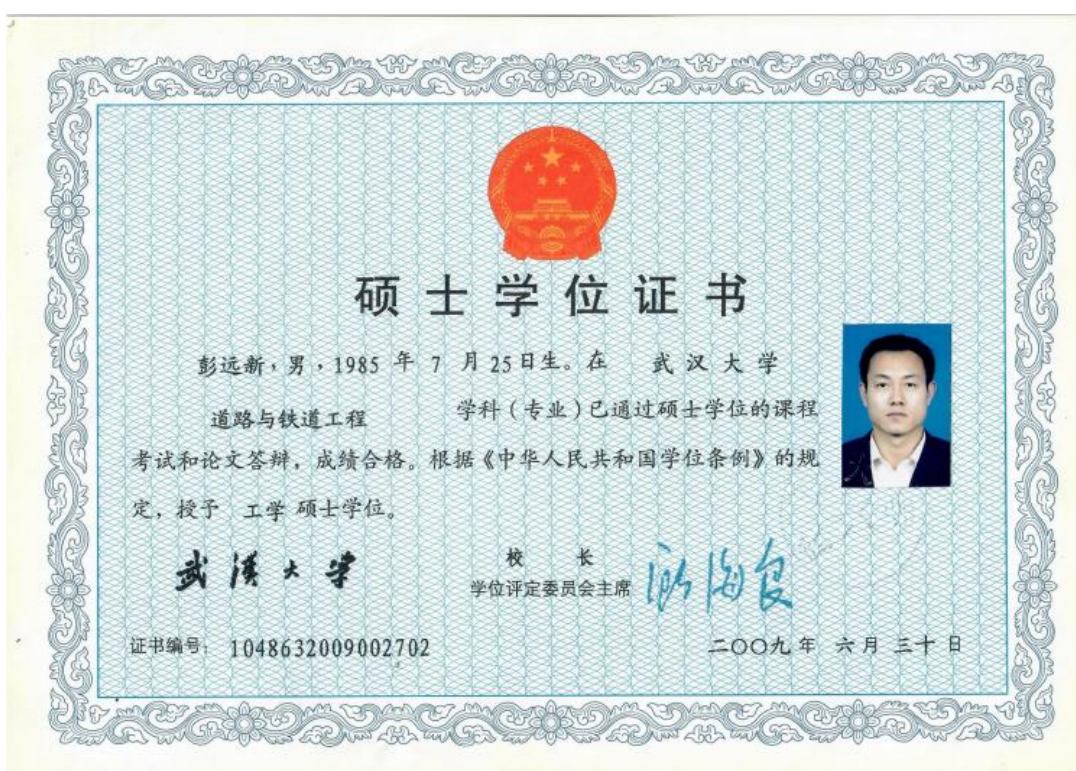 硕士学位证书
彭远新，男，1985 年 7 月 25日生。在 武汉大学
道路与铁道工程 学科（专业）已通过硕士学位的课程
考试和论文答辩，成绩合格。根据《中华人民共和国学位条例》的规
定，授予 工学 硕士学位。
武漢大学 校 长
学位评定委员会主席
证书编号：1048632009002702 二〇〇九年 六月 三十日